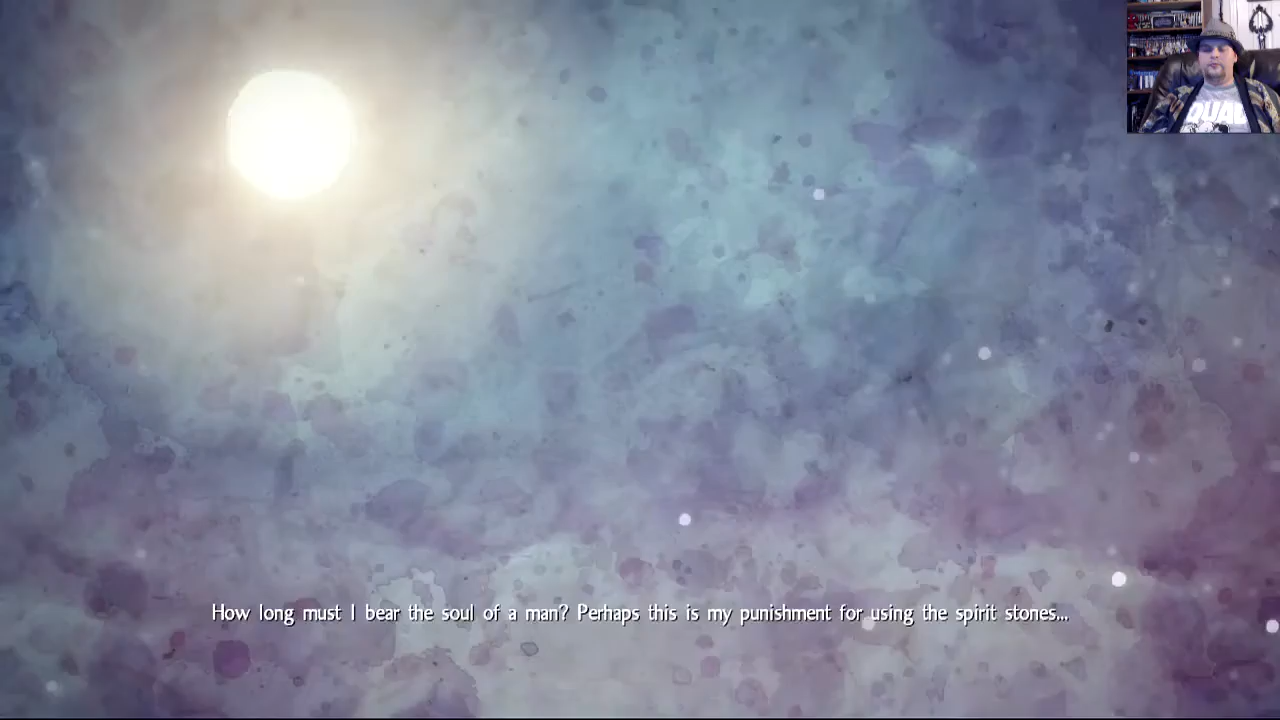 How long must I bear the soul of a man? Perhaps this is my punishment for using the spirit stones...